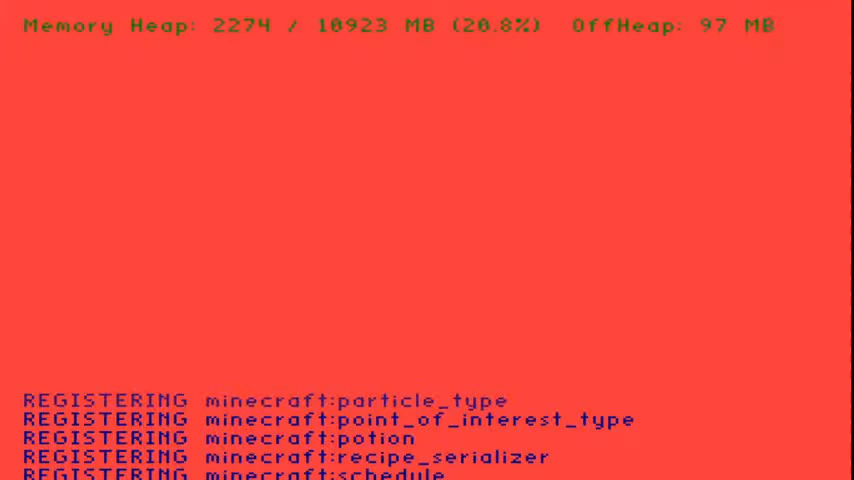 Memory Heap: 2274 / 10923 MB (20.8%)  OffHeap: 97 MB
REGISTERING minecraft:particle_type
REGISTERING minecraft:point_of_interest_type
REGISTERING minecraft:potion
REGISTERING minecraft:recipe_serializer
REGISTERING minecraft:schedule